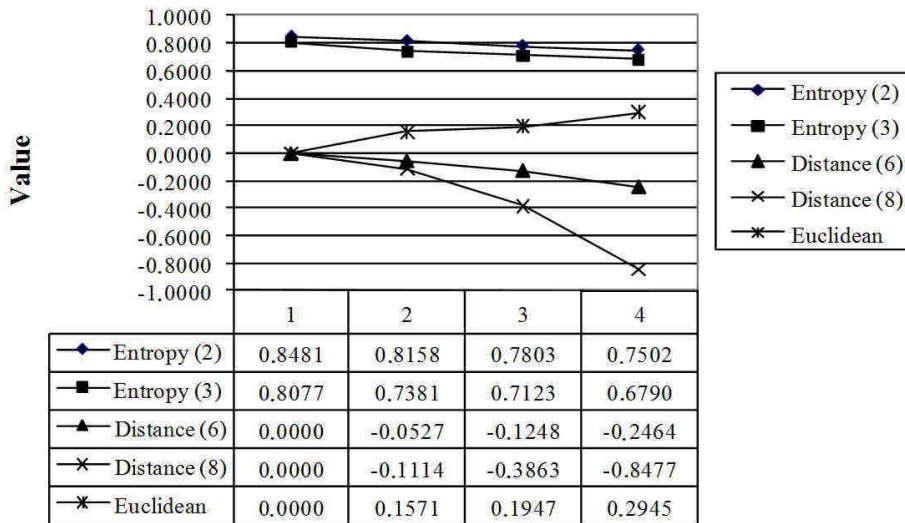 1.0000
0.8000
0.6000
0.4000
0.2000
0.0000
-0.2000
-0.4000
-0.6000
-0.8000
-1.0000
Value
Entropy (2)
Entropy (3)
Distance (6)
Distance (8)
Euclidean
1 2 3 4
Entropy (2) 0.8481 0.8158 0.7803 0.7502
Entropy (3) 0.8077 0.7381 0.7123 0.6790
Distance (6) 0.0000 -0.0527 -0.1248 -0.2464
Distance (8) 0.0000 -0.1114 -0.3863 -0.8477
Euclidean 0.0000 0.1571 0.1947 0.2945